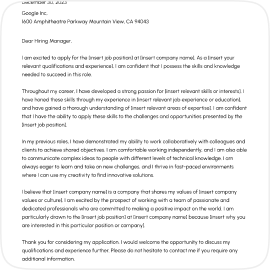 December 30, 2023
Google Inc.
1600 Amphitheatre Parkway Mountain View, CA 94043
Dear Hiring Manager,
I am excited to apply for the [insert job position] at [insert company name]. As a [insert your
relevant qualifications and experience], I am confident that I possess the skills and knowledge
needed to succeed in this role.
Throughout my career, I have developed a strong passion for [insert relevant skills or interests]. I
have honed these skills through my experience in [insert relevant job experience or education],
and have gained a thorough understanding of [insert relevant areas of expertise]. I am confident
that I have the ability to apply these skills to the challenges and opportunities presented by the
[insert job position].
In my previous roles, I have demonstrated my ability to work collaboratively with colleagues and
clients to achieve shared objectives. I am comfortable working independently, and I am also able
to communicate complex ideas to people with different levels of technical knowledge. I am
always eager to learn and take on new challenges, and I thrive in fast-paced environments
where I can use my creativity to find innovative solutions.
I believe that [insert company name] is a company that shares my values of [insert company
values or culture]. I am excited by the prospect of working with a team of passionate and
dedicated professionals who are committed to making a positive impact on the world. I am
particularly drawn to the [insert job position] at [insert company name] because [insert why you
are interested in this particular position or company].
Thank you for considering my application. I would welcome the opportunity to discuss my
qualifications and experience further. Please do not hesitate to contact me if you require any
additional information.